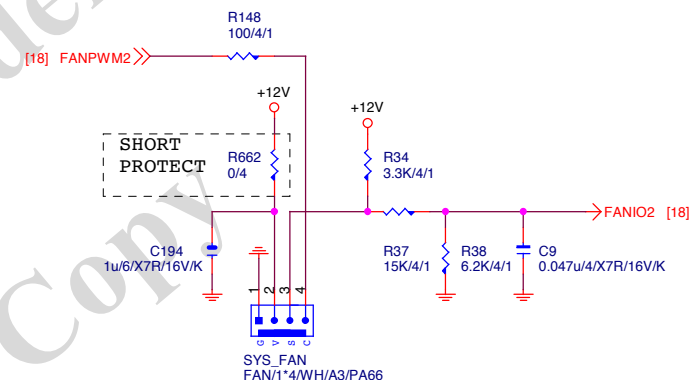 R148
100/4/1
[18] FANPWM2
+12V
+12V
SHORT
PROTECT
R662
0/4
R34
3.3K/4/1
FANIO2 [18]
C194
1u/6/X7R/16V/K
R37
15K/4/1
R38
6.2K/4/1
C9
0.047u/4/X7R/16V/K
1 2 3 4
G V S C
SYS_FAN
FAN/1*4/WH/A3/PA66
Copy